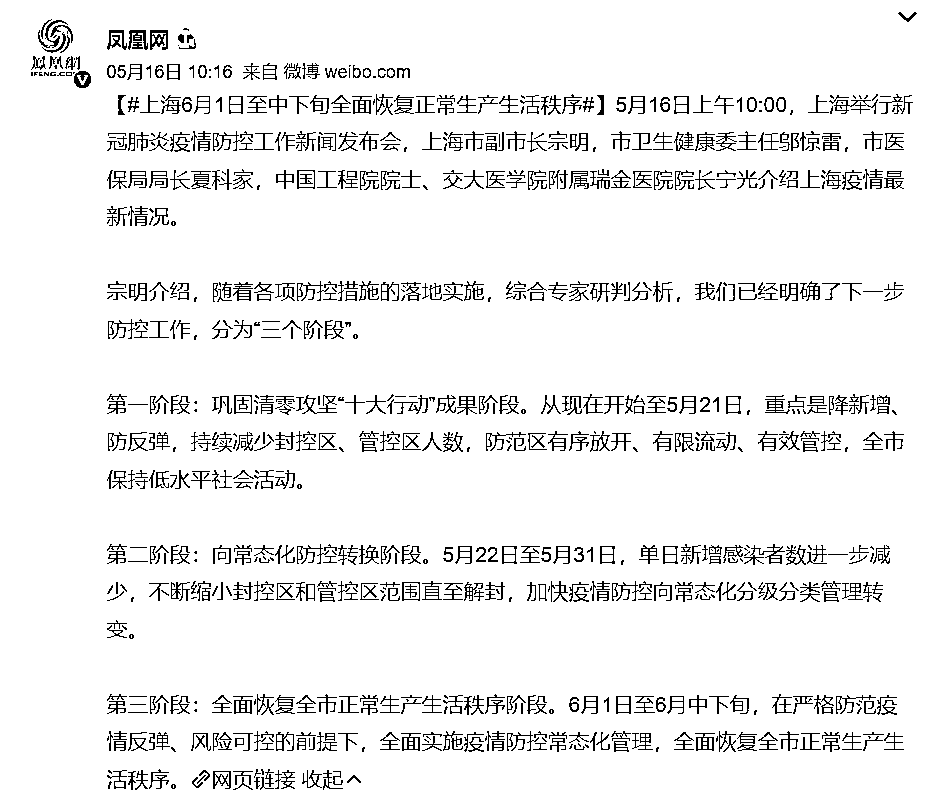 凤凰网
鳳凰網
IFENG.CO
05月16日 10:16 来自 微博 weibo.com
【#上海6月1日至中下旬全面恢复正常生产生活秩序#】5月16日上午10:00，上海举行新
冠肺炎疫情防控工作新闻发布会，上海市副市长宗明，市卫生健康委主任邬惊雷，市医
保局局长夏科家，中国工程院院士、交大医学院附属瑞金医院院长宁光介绍上海疫情最
新情况。
宗明介绍，随着各项防控措施的落地实施，综合专家研判分析，我们已经明确了下一步
防控工作，分为“三个阶段”。
第一阶段：巩固清零攻坚“十大行动”成果阶段。从现在开始至5月21日，重点是降新增、
防反弹，持续减少封控区、管控区人数，防范区有序放开、有限流动、有效管控，全市
保持低水平社会活动。
第二阶段：向常态化防控转换阶段。5月22日至5月31日，单日新增感染者数进一步减
少，不断缩小封控区和管控区范围直至解封，加快疫情防控向常态化分级分类管理转
变。
第三阶段：全面恢复全市正常生产生活秩序阶段。6月1日至6月中下旬，在严格防范疫
情反弹、风险可控的前提下，全面实施疫情防控常态化管理，全面恢复全市正常生产生
活秩序。网页链接 收起